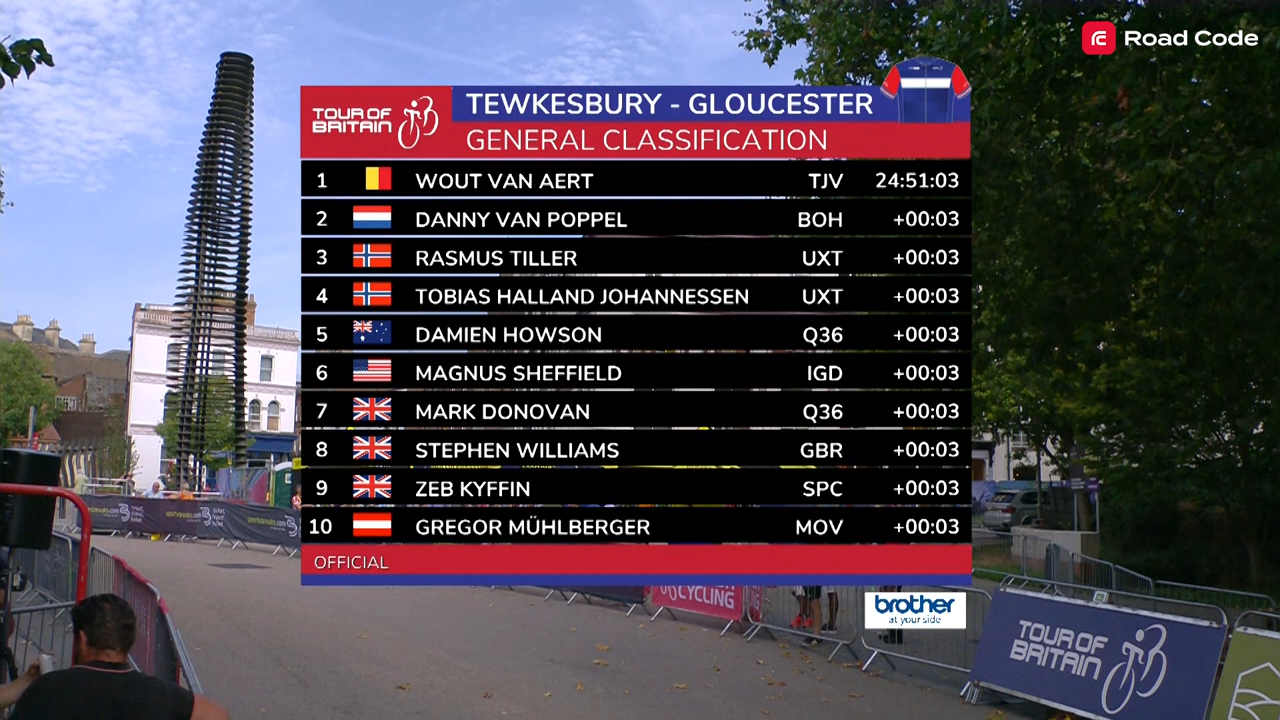 Road Code
TOUR OF
BRITAIN
TEWKESBURY - GLOUCESTER
GENERAL CLASSIFICATION
1 WOUT VAN AERT TJV 24:51:03
2 DANNY VAN POPPEL BOH +00:03
3 RASMUS TILLER UXT +00:03
4 TOBIAS HALLAND JOHANNESSEN UXT +00:03
5 DAMIEN HOWSON Q36 +00:03
6 MAGNUS SHEFFIELD IGD +00:03
7 MARK DONOVAN Q36 +00:03
8 STEPHEN WILLIAMS GBR +00:03
9 ZEB KYFFIN SPC +00:03
10 GREGOR MÜHLBERGER MOV +00:03
OFFICIAL
CYCLING
brother
at your side
TOUR OF
BRITAIN